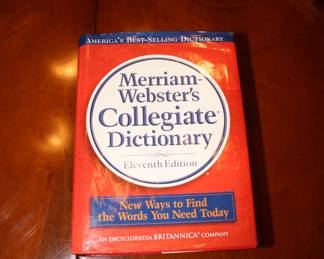 America's Best-Selling Dictionary
Merriam-
Webster's
Collegiate®
Dictionary
Eleventh Edition
New Ways to Find
the Words You Need Today
AN ENCYCLOPÆDIA BRITANNICA® COMPANY